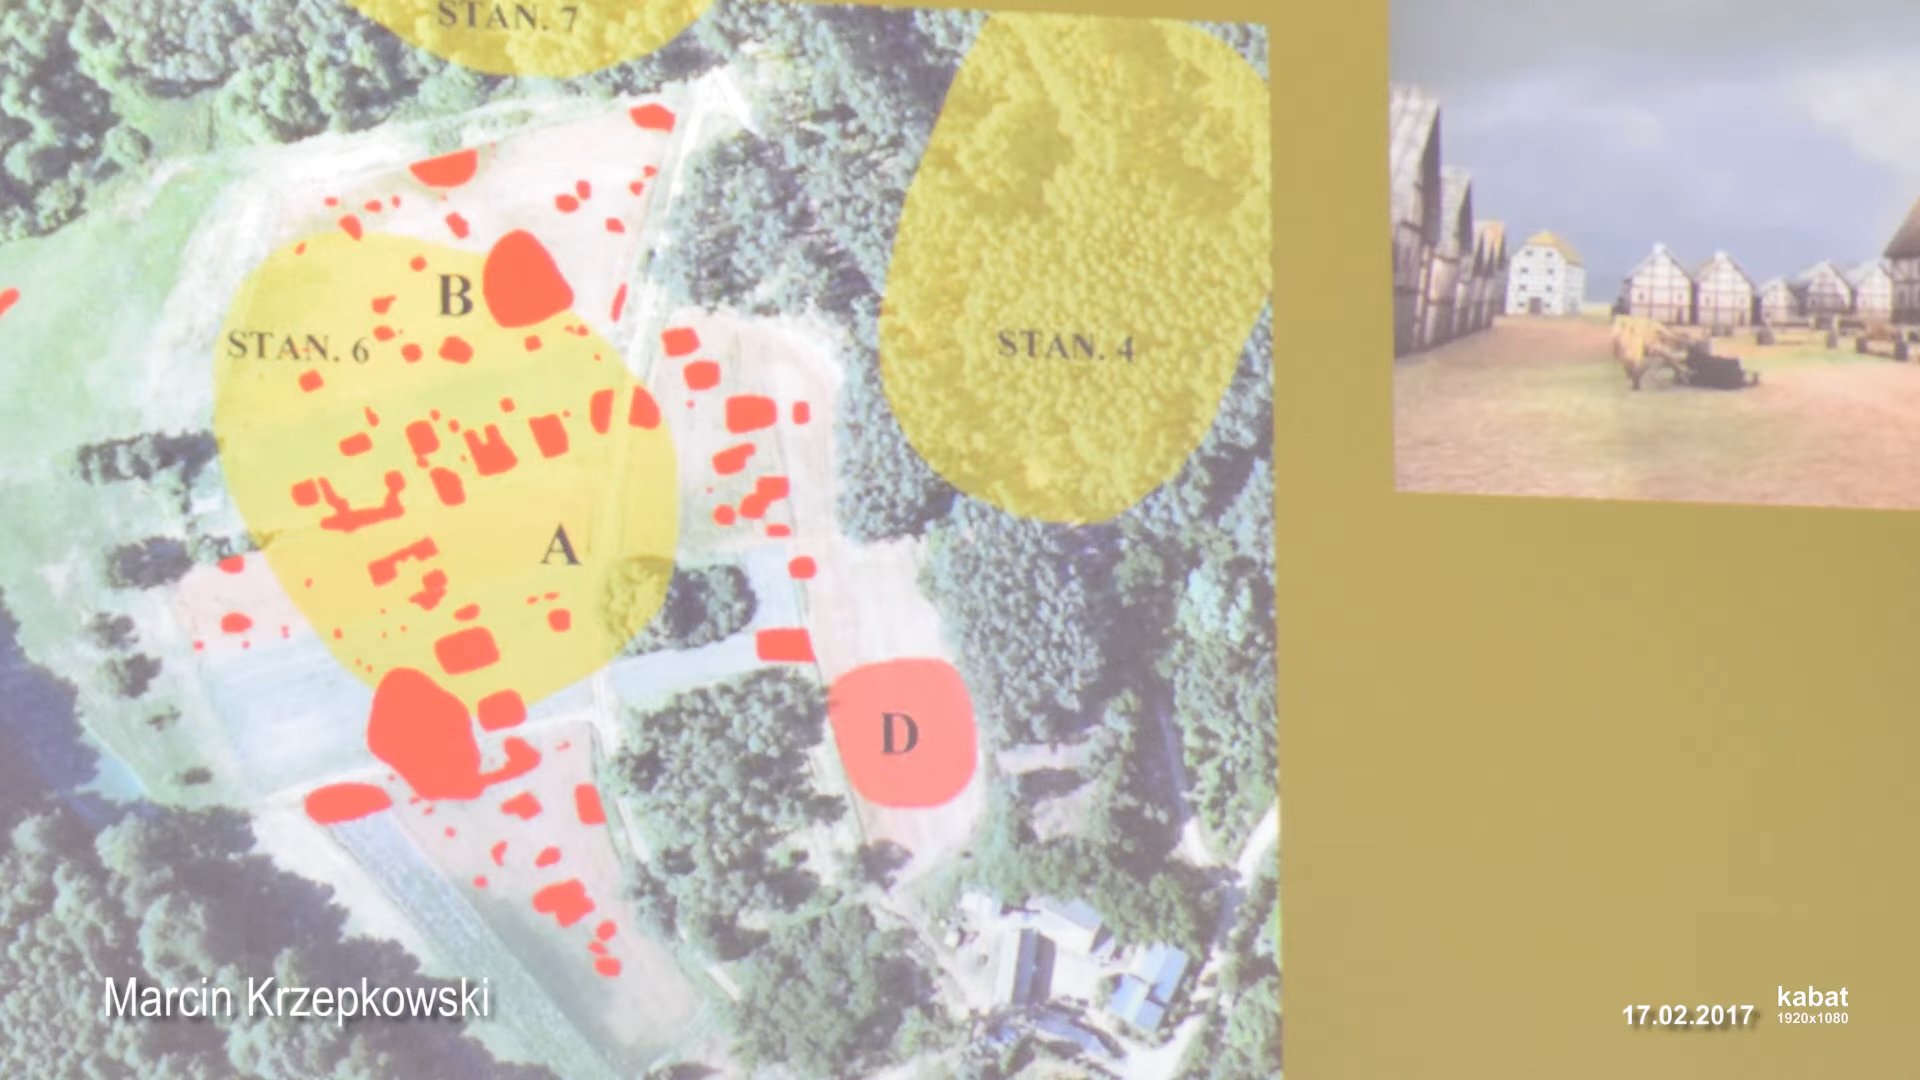 STAN. 7
B
STAN. 6
STAN. 4
A
D
Marcin Krzepkowski
17.02.2017
kabat
1920x1080